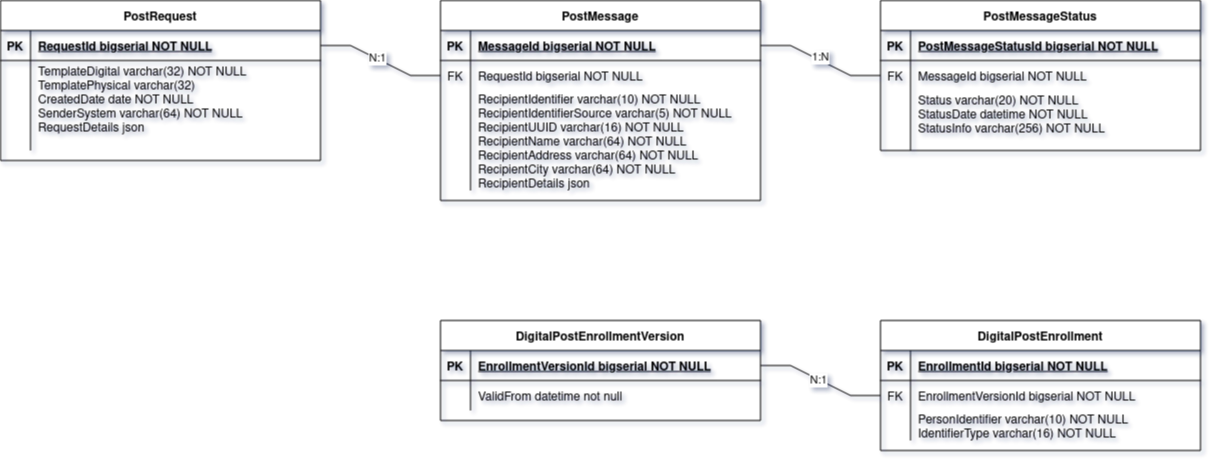 PostRequest
PK RequestId bigserial NOT NULL
TemplateDigital varchar(32) NOT NULL
TemplatePhysical varchar(32)
CreatedDate date NOT NULL
SenderSystem varchar(64) NOT NULL
RequestDetails json
N:1
PostMessage
PK MessageId bigserial NOT NULL
FK RequestId bigserial NOT NULL
RecipientIdentifier varchar(10) NOT NULL
RecipientIdentifierSource varchar(5) NOT NULL
RecipientUUID varchar(16) NOT NULL
RecipientName varchar(64) NOT NULL
RecipientAddress varchar(64) NOT NULL
RecipientCity varchar(64) NOT NULL
RecipientDetails json
1:N
PostMessageStatus
PK PostMessageStatusId bigserial NOT NULL
FK MessageId bigserial NOT NULL
Status varchar(20) NOT NULL
StatusDate datetime NOT NULL
StatusInfo varchar(256) NOT NULL
DigitalPostEnrollmentVersion
PK EnrollmentVersionId bigserial NOT NULL
ValidFrom datetime not null
N:1
DigitalPostEnrollment
PK EnrollmentId bigserial NOT NULL
FK EnrollmentVersionId bigserial NOT NULL
PersonIdentifier varchar(10) NOT NULL
IdentifierType varchar(16) NOT NULL